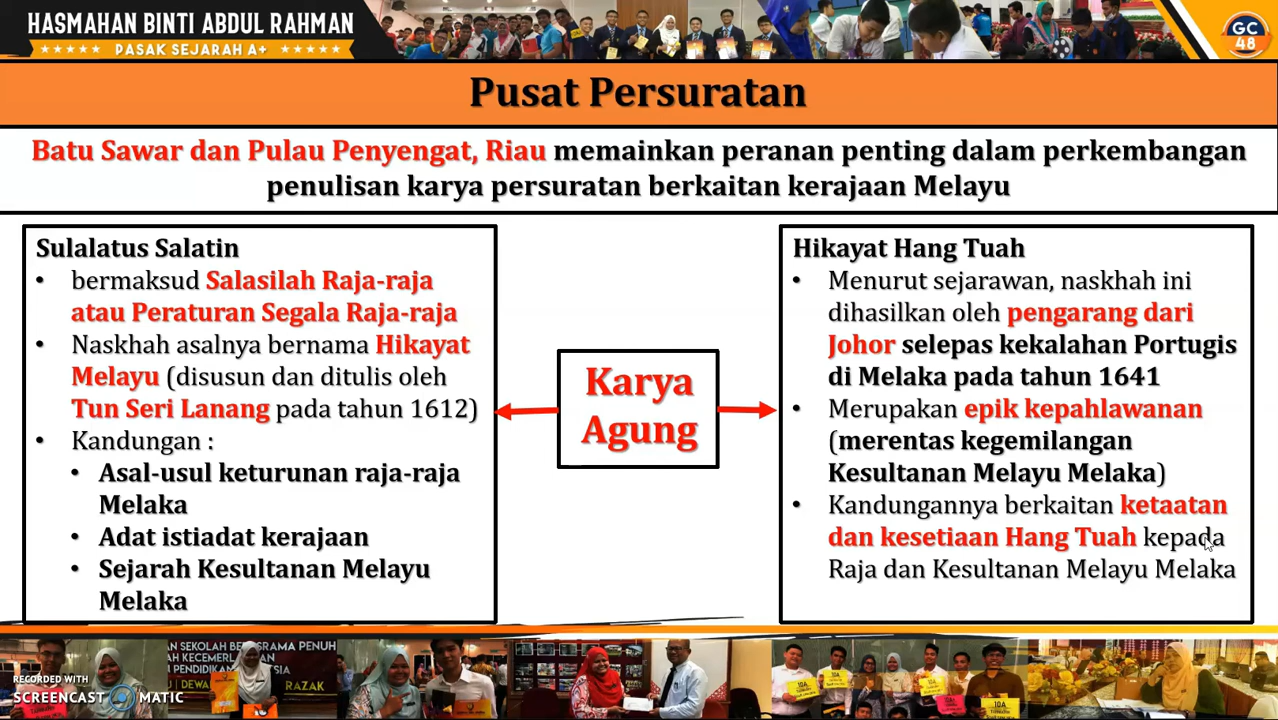 HASMAHAN BINTI ABDUL RAHMAN
PASAK SEJARAH A+
GC
48
Pusat Persuratan
Batu Sawar dan Pulau Penyengat, Riau memainkan peranan penting dalam perkembangan
penulisan karya persuratan berkaitan kerajaan Melayu
Sulalatus Salatin
• bermaksud Salasilah Raja-raja
atau Peraturan Segala Raja-raja
• Naskhah asalnya bernama Hikayat
Melayu (disusun dan ditulis oleh
Tun Seri Lanang pada tahun 1612)
• Kandungan :
• Asal-usul keturunan raja-raja
Melaka
• Adat istiadat kerajaan
• Sejarah Kesultanan Melayu
Melaka
Karya
Agung
Hikayat Hang Tuah
• Menurut sejarawan, naskhah ini
dihasilkan oleh pengarang dari
Johor selepas kekalahan Portugis
di Melaka pada tahun 1641
• Merupakan epik kepahlawanan
(merentas kegemilangan
Kesultanan Melayu Melaka)
• Kandungannya berkaitan ketaatan
dan kesetiaan Hang Tuah kepada
Raja dan Kesultanan Melayu Melaka
RECORDED WITH
SCREENCAST MATIC
RAZAK